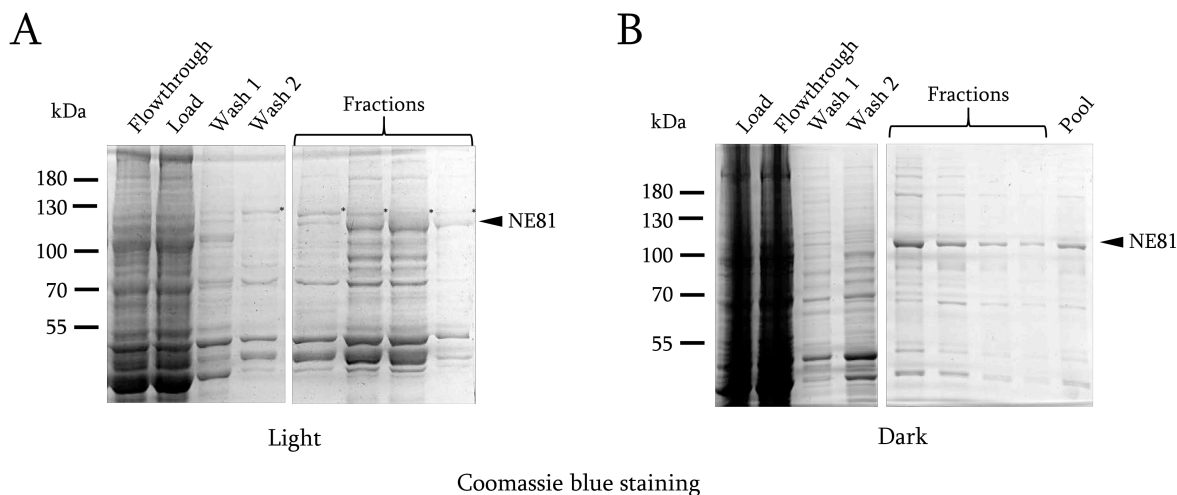 A
kDa
Flowthrough
Load
Wash 1
Wash 2
Fractions
180
130
100
70
55
*
*
*
*
*
NE81
Light
B
kDa
Load
Flowthrough
Wash 1
Wash 2
Fractions
Pool
180
130
100
70
55
NE81
Dark
Coomassie blue staining